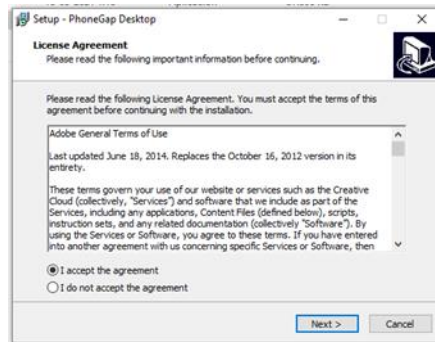 Setup - PhoneGap Desktop
License Agreement
Please read the following important information before continuing.
Please read the following License Agreement. You must accept the terms of this
agreement before continuing with the installation.
Adobe General Terms of Use
Last updated June 18, 2014. Replaces the October 16, 2012 version in its
entirety.
These terms govern your use of our website or services such as the Creative
Cloud (collectively, "Services") and software that we include as part of the
Services, including any applications, Content Files (defined below), scripts,
instruction sets, and any related documentation (collectively "Software"). By
using the Services or Software, you agree to these terms. If you have entered
into another agreement with us concerning specific Services or Software, then
I accept the agreement
I do not accept the agreement
Next >
Cancel